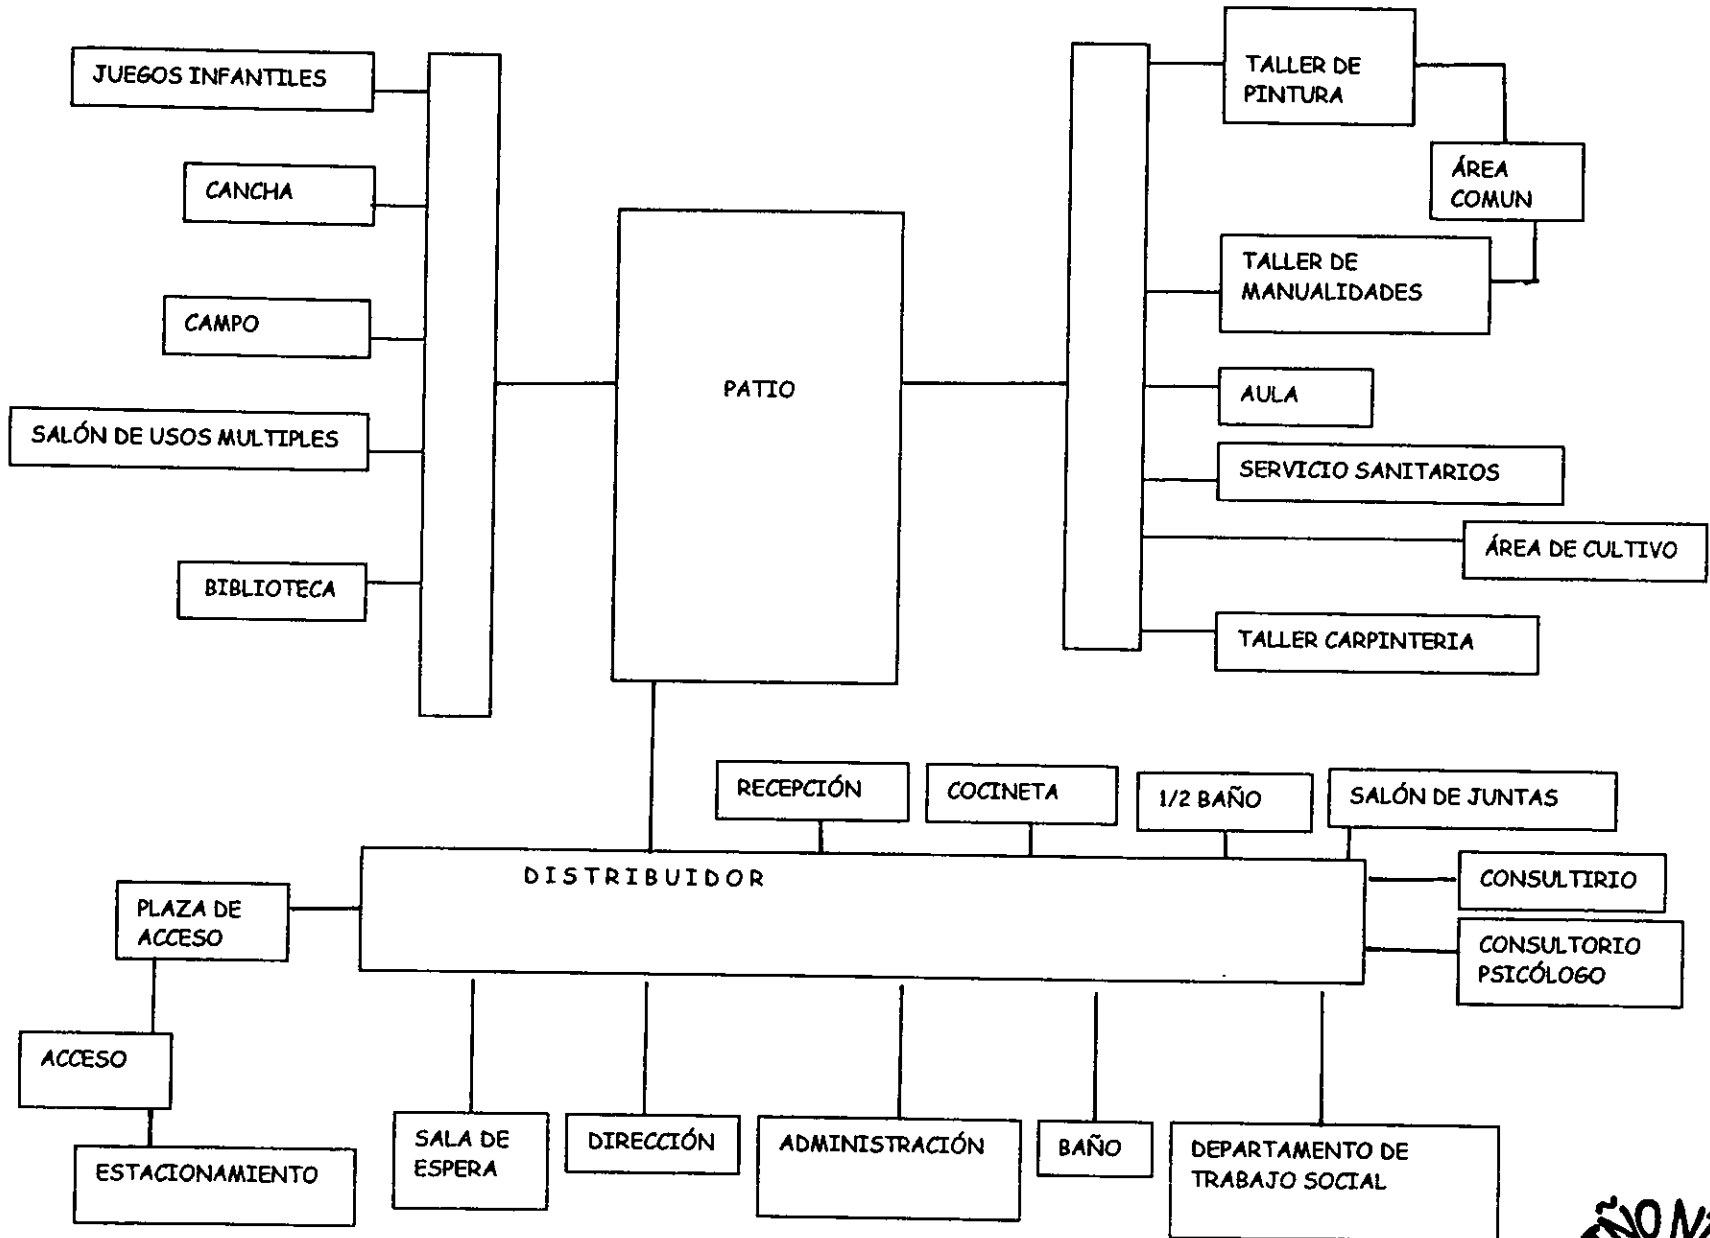 JUEGOS INFANTILES
CANCHA
CAMPO
SALÓN DE USOS MULTIPLES
BIBLIOTECA
PATIO
TALLER DE
PINTURA
ÁREA
COMUN
TALLER DE
MANUALIDADES
AULA
SERVICIO SANITARIOS
ÁREA DE CULTIVO
TALLER CARPINTERIA
RECEPCIÓN
COCINETA
1/2 BAÑO
SALÓN DE JUNTAS
DISTRIBUIDOR
CONSULTIRIO
CONSULTORIO
PSICÓLOGO
PLAZA DE
ACCESO
ACCESO
ESTACIONAMIENTO
SALA DE
ESPERA
DIRECCIÓN
ADMINISTRACIÓN
BAÑO
DEPARTAMENTO DE
TRABAJO SOCIAL